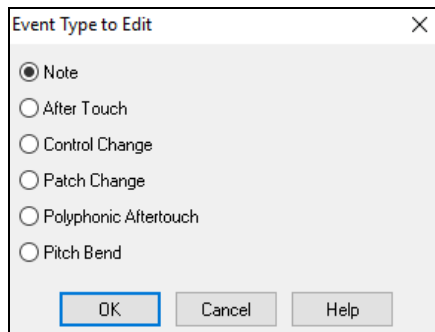 Event Type to Edit
Note
After Touch
Control Change
Patch Change
Polyphonic Aftertouch
Pitch Bend
OK Cancel Help